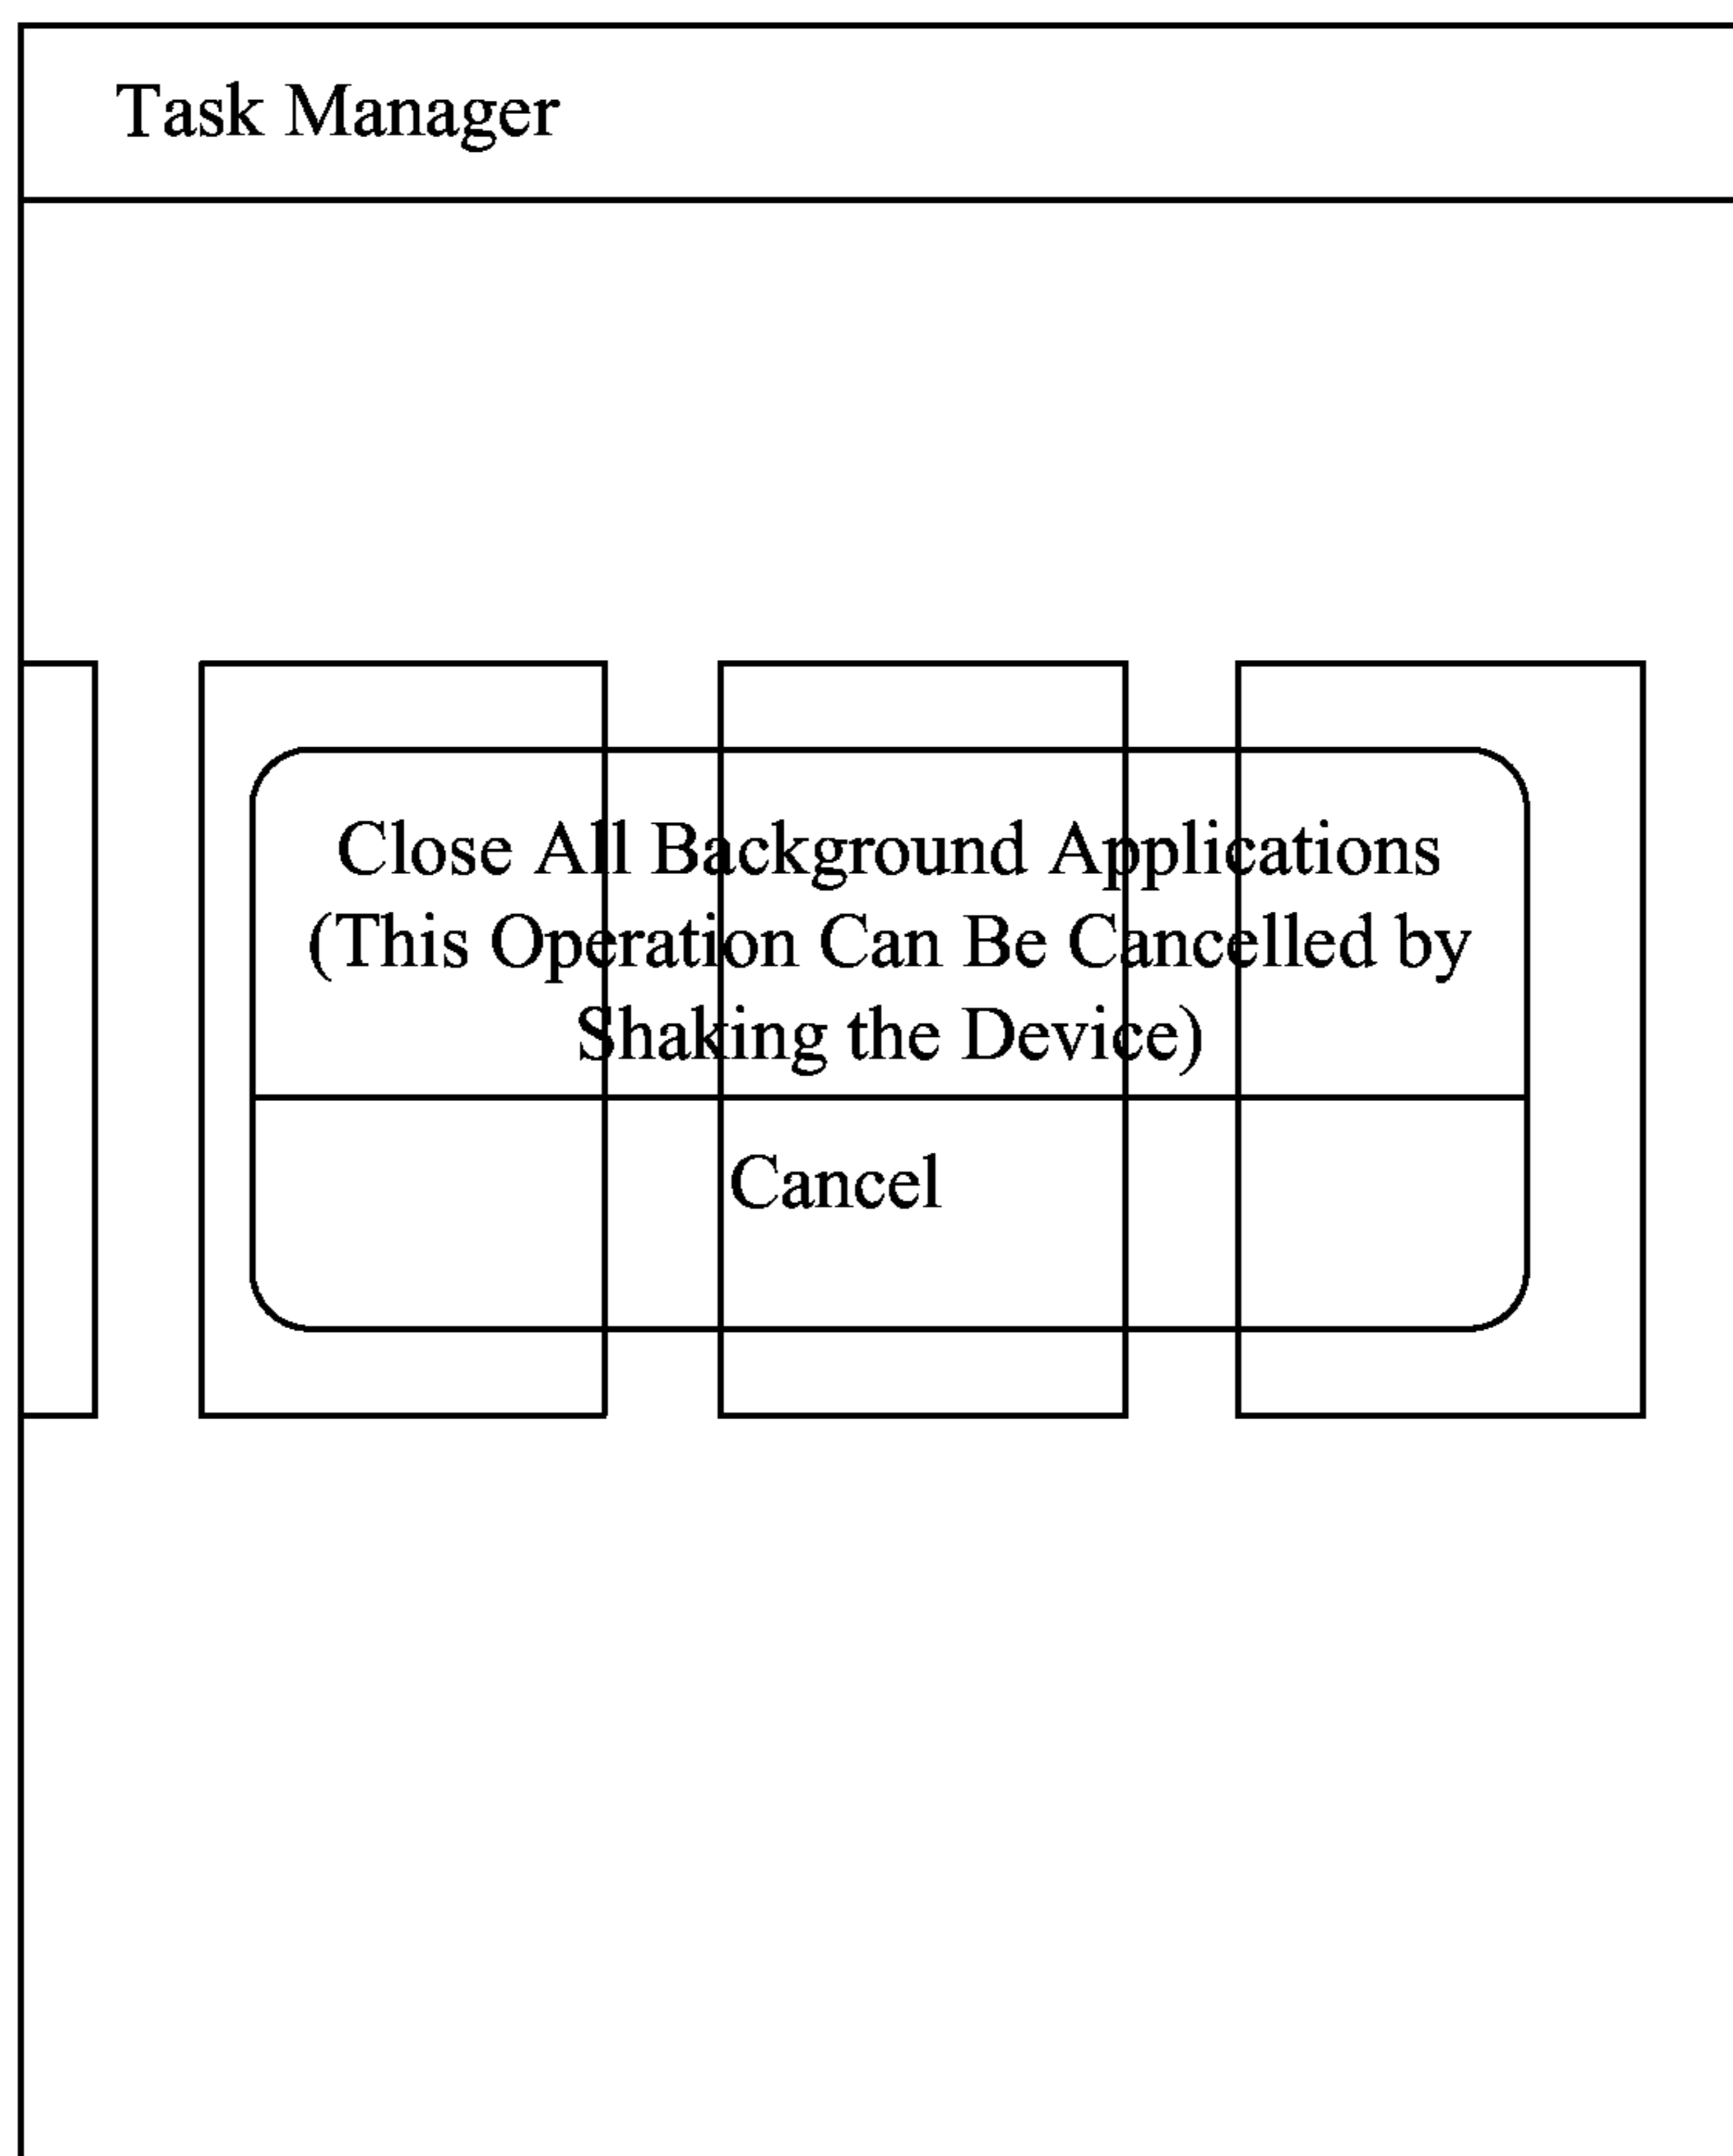 Task Manager
Close All Background Applications
(This Operation Can Be Cancelled by
Shaking the Device)
Cancel